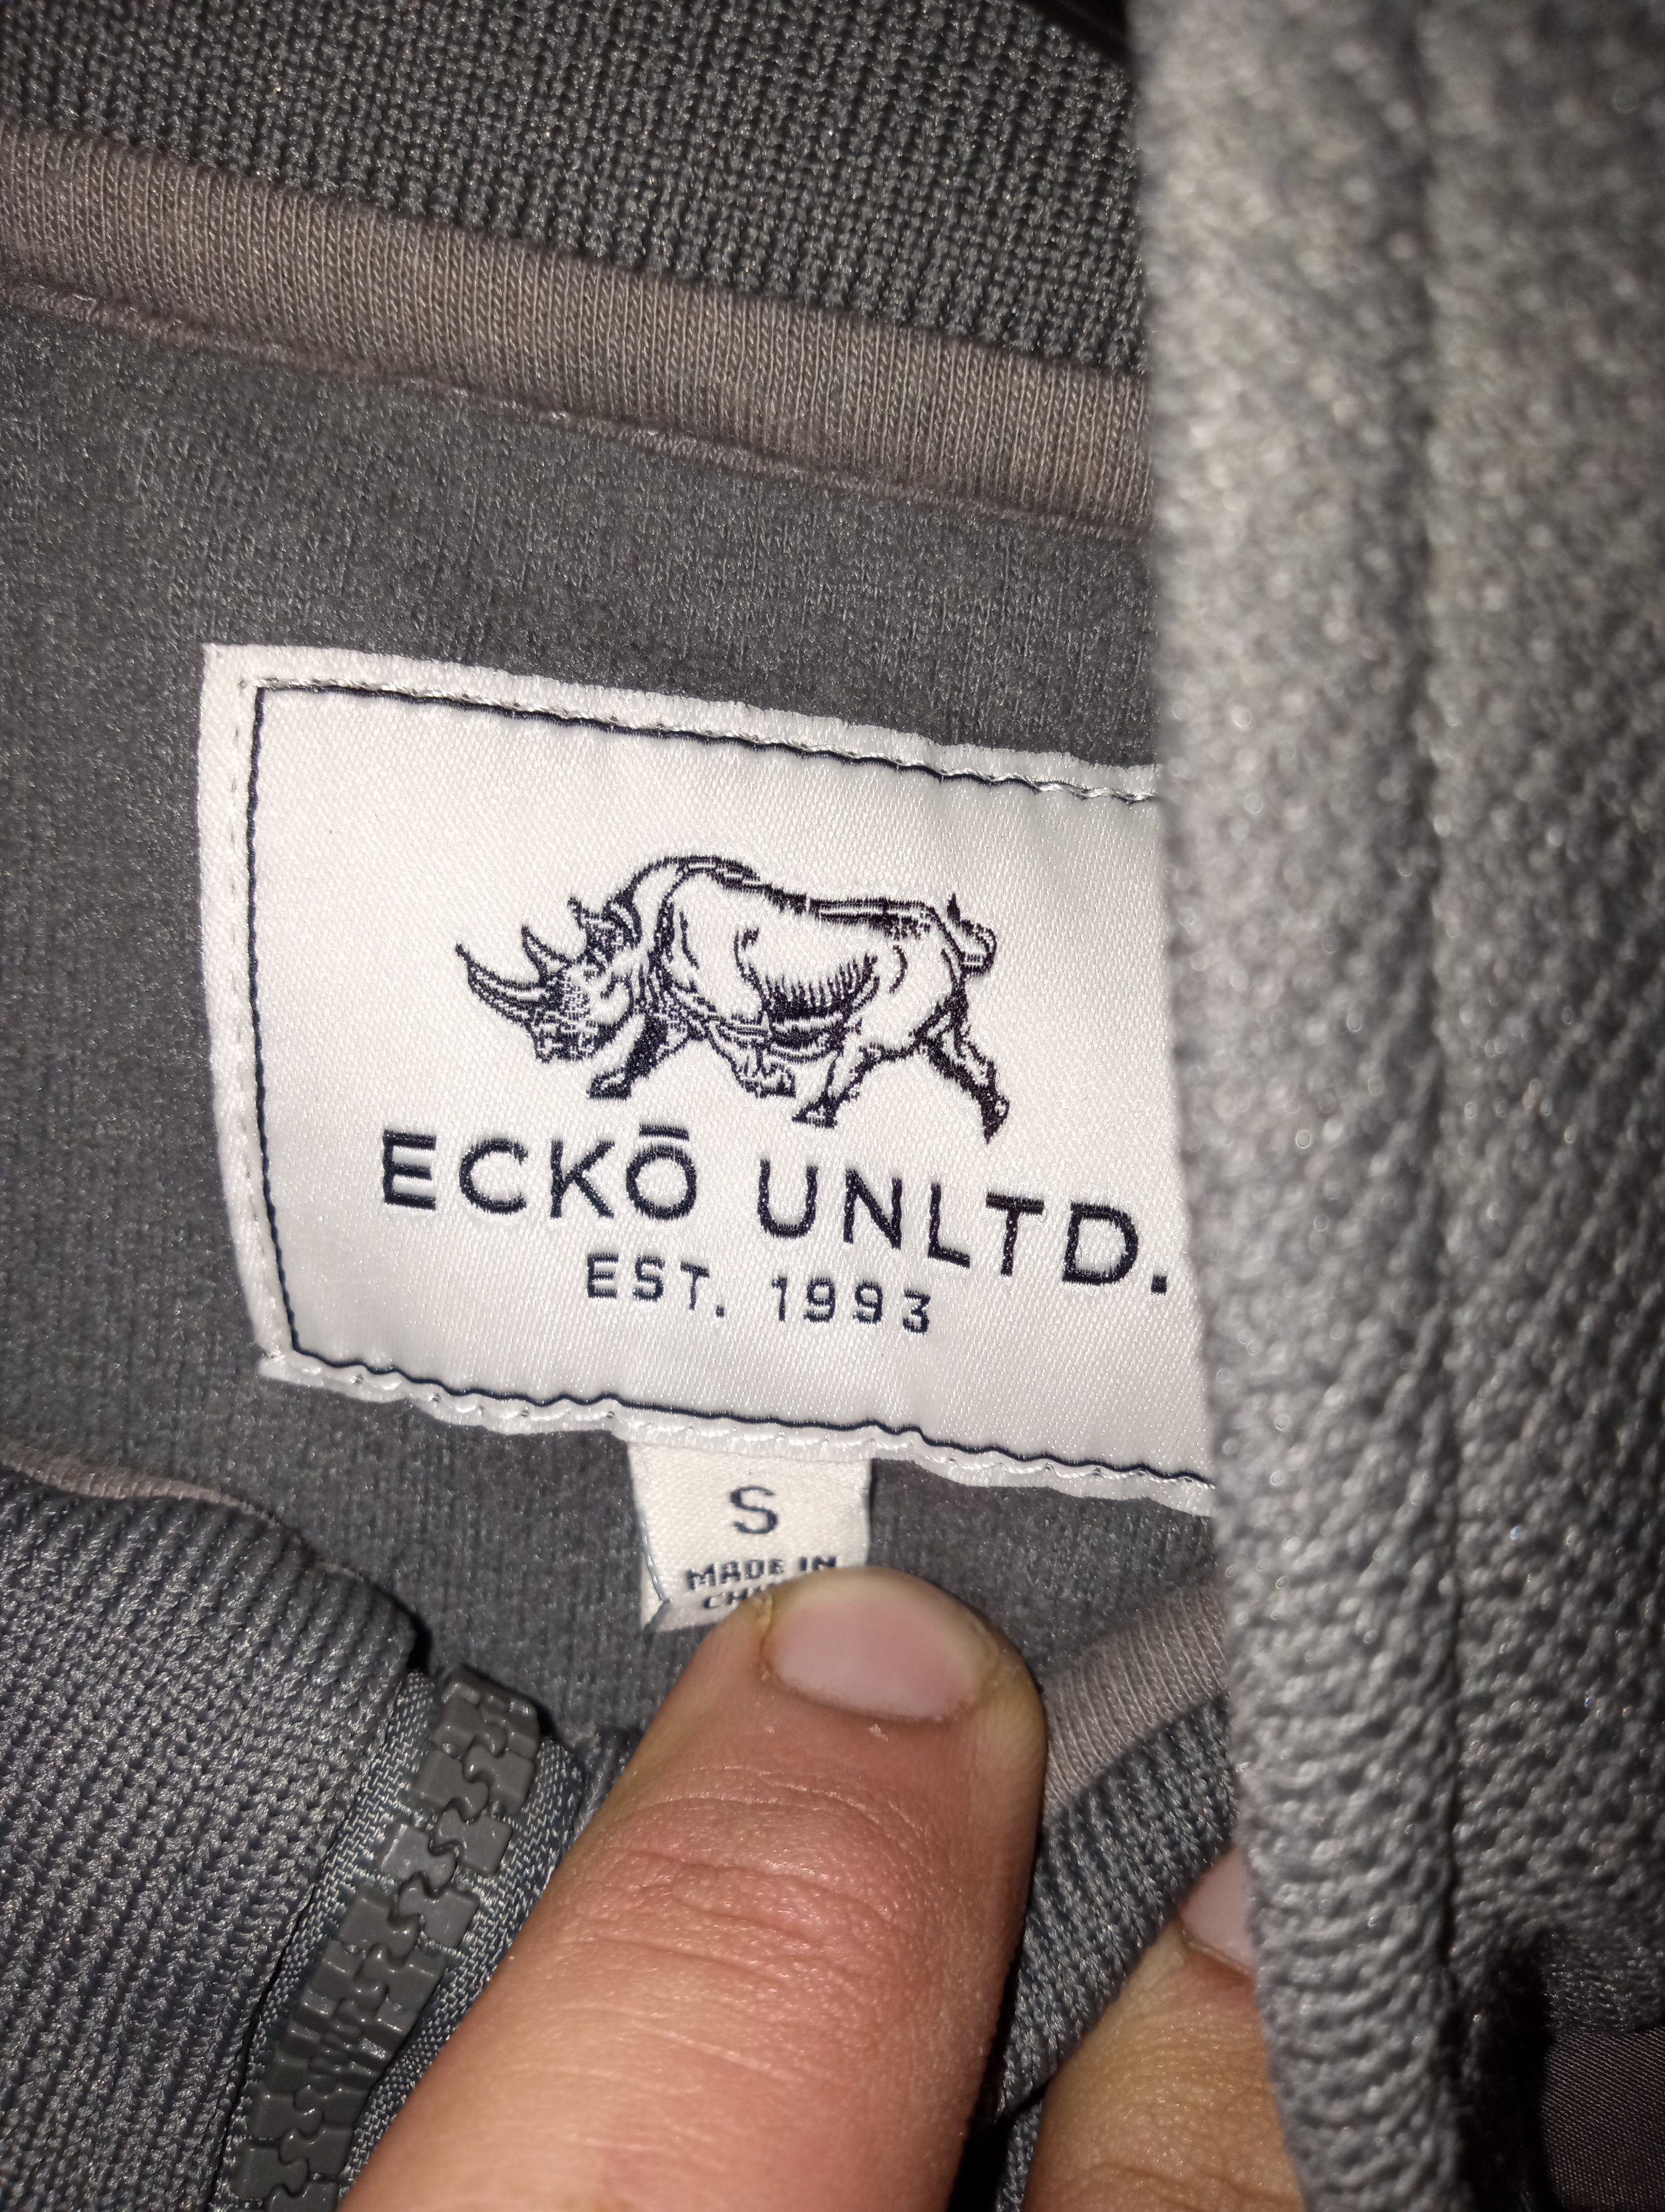 ECKŌ UNLTD.
EST. 1993
S
MADE IN